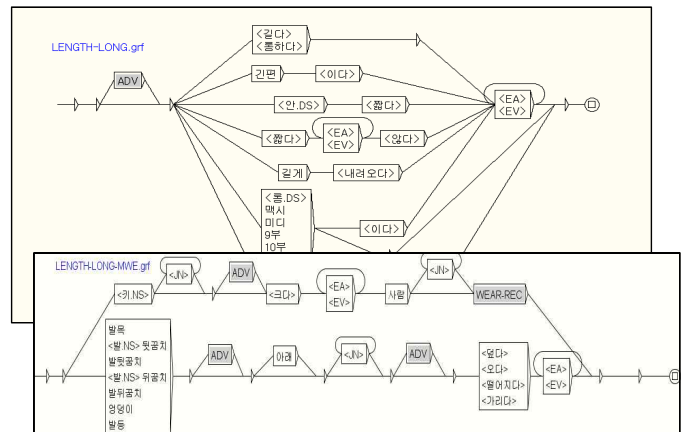 LENGTH-LONG.grf
ADV
<길다>
<롱하다>
긴편
<이다>
<안.DS>
<짧다>
<짧다>
<EA>
<EV>
<않다>
길게
<내려오다>
<롱.DS>
맥시
미디
9부
10부
<이다>
<EA>
<EV>
LENGTH-LONG-MWE.grf
<키.NS>
<JN>
ADV
<크다>
<EA>
<EV>
사람
<JN>
WEAR-REC
발목
<발.NS> 뒷꿈치
발뒷꿈치
<발.NS> 뒤꿈치
발뒤꿈치
엉덩이
발등
ADV
아래
<JN>
ADV
<덮다>
<오다>
<떨어지다>
<가리다>
<EA>
<EV>